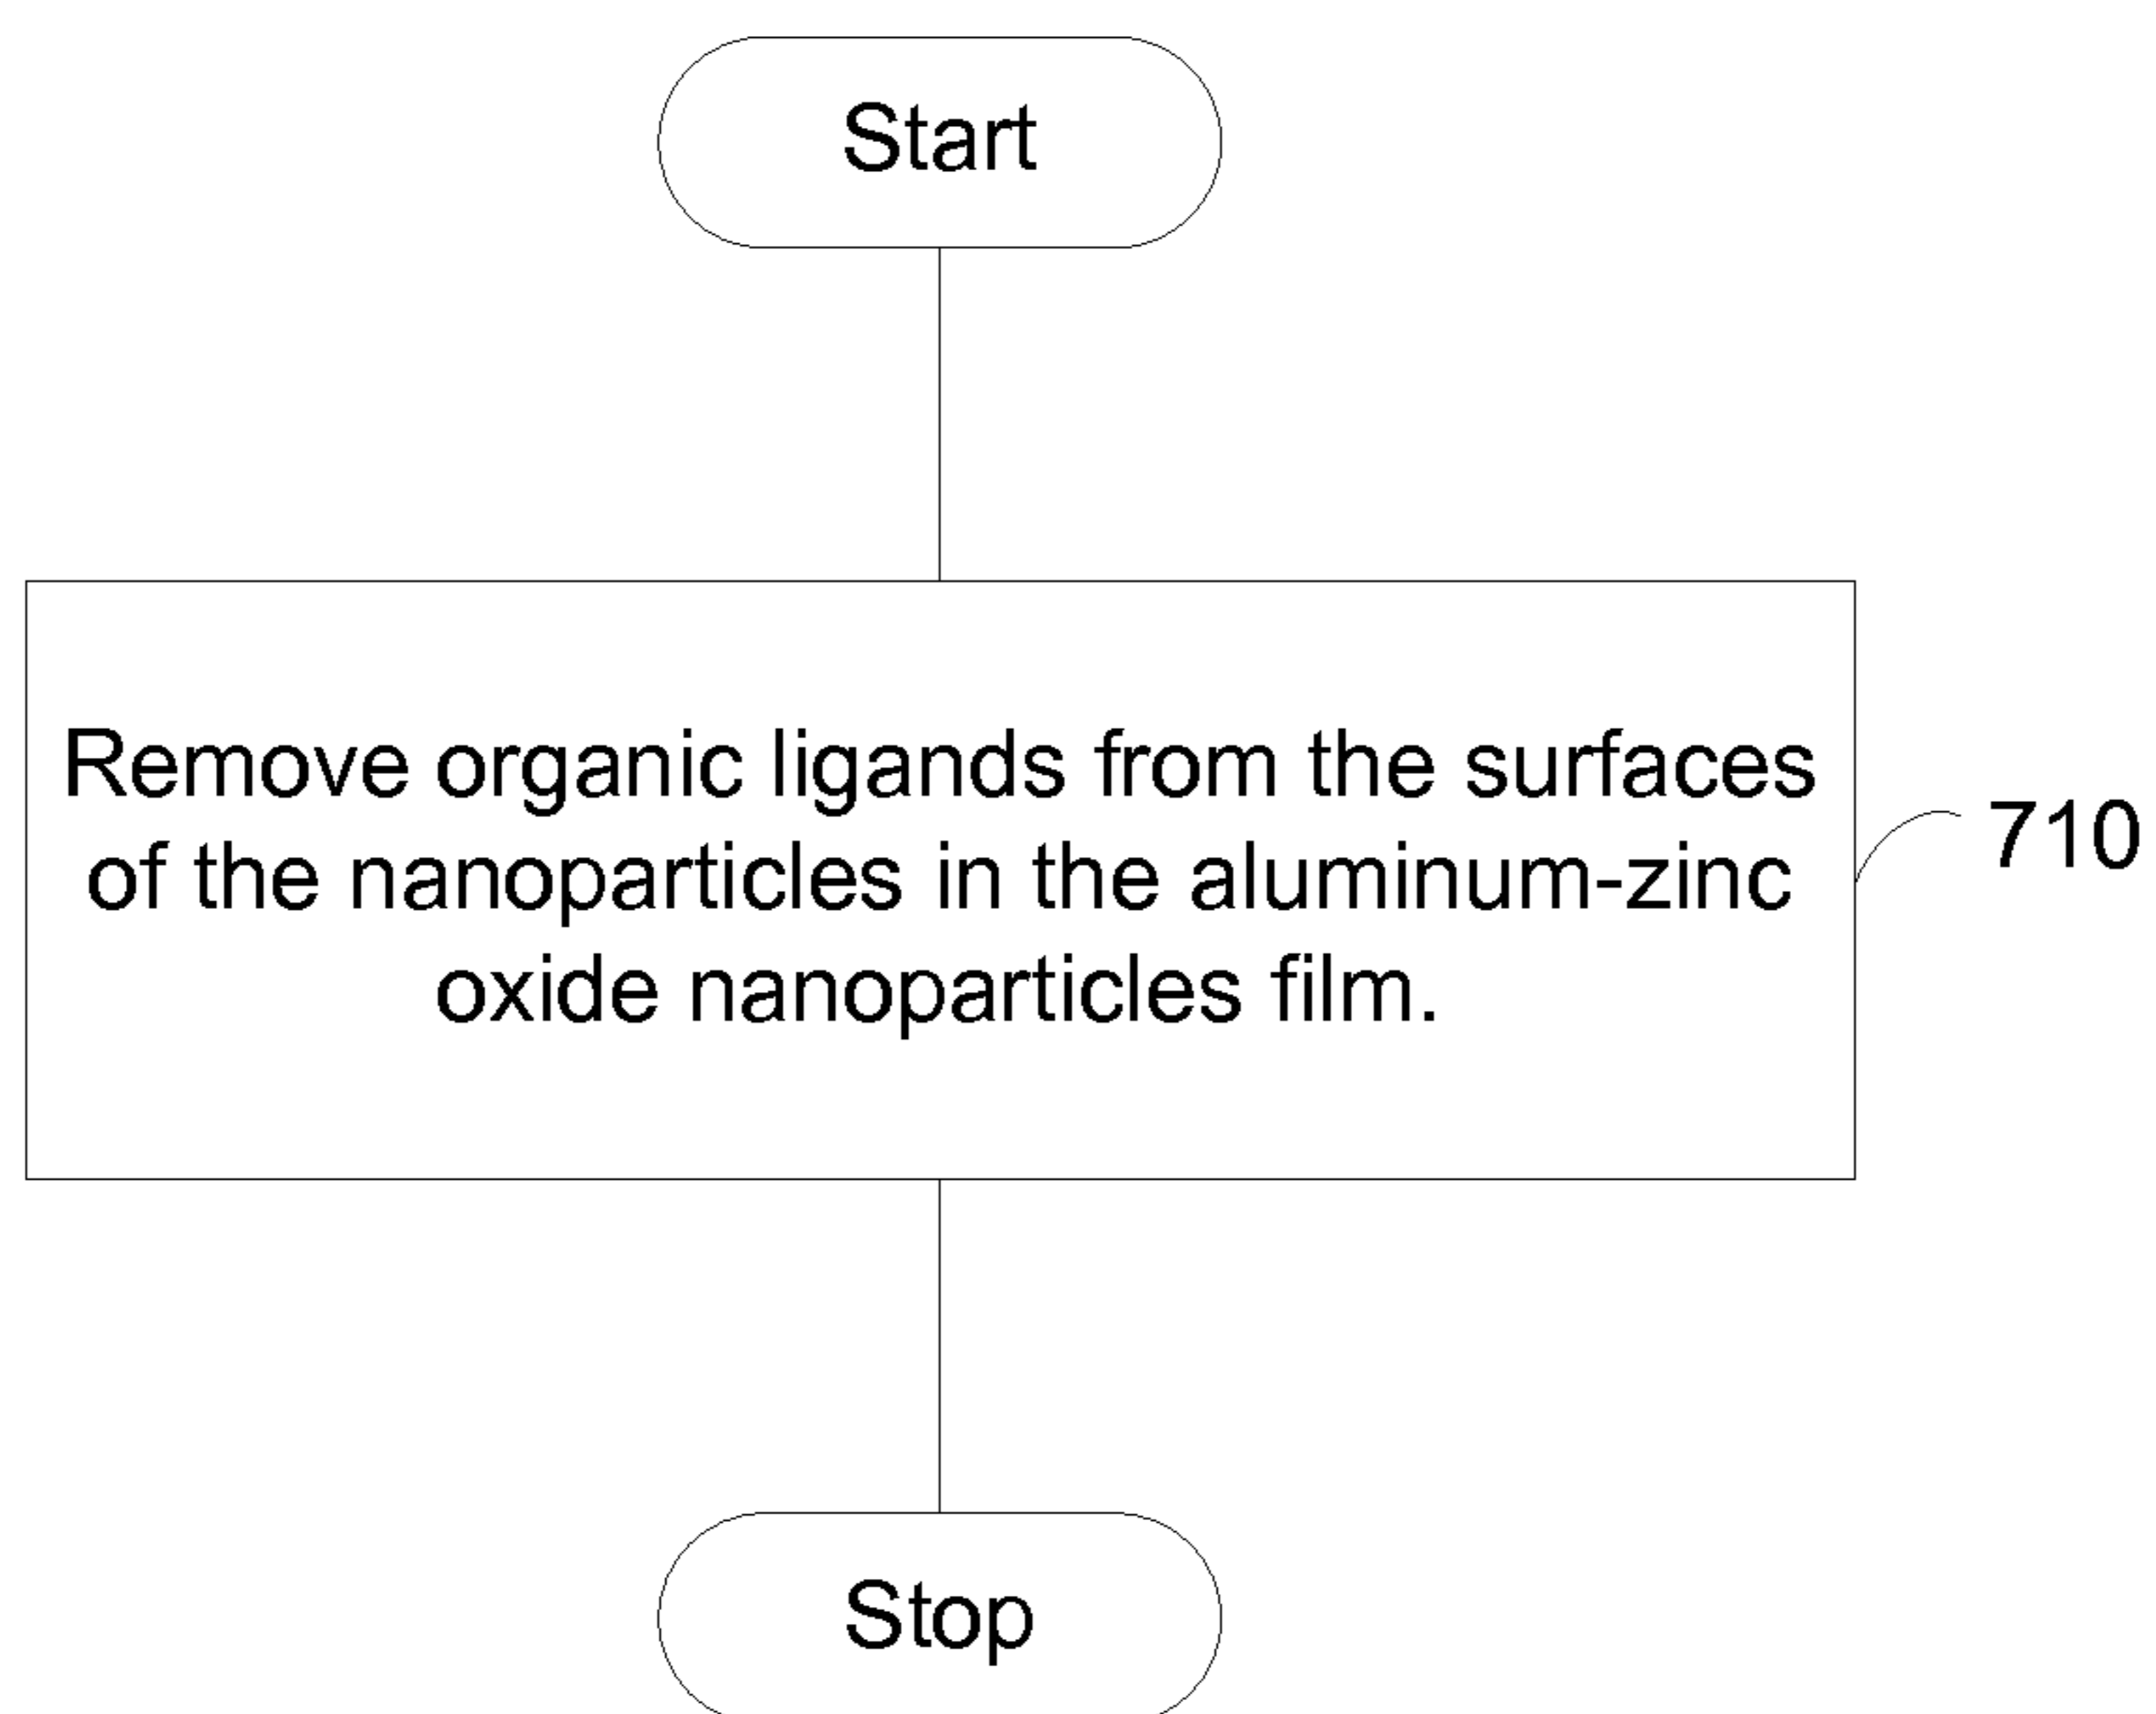 Start
Remove organic ligands from the surfaces
of the nanoparticles in the aluminum-zinc
oxide nanoparticles film.
710
Stop